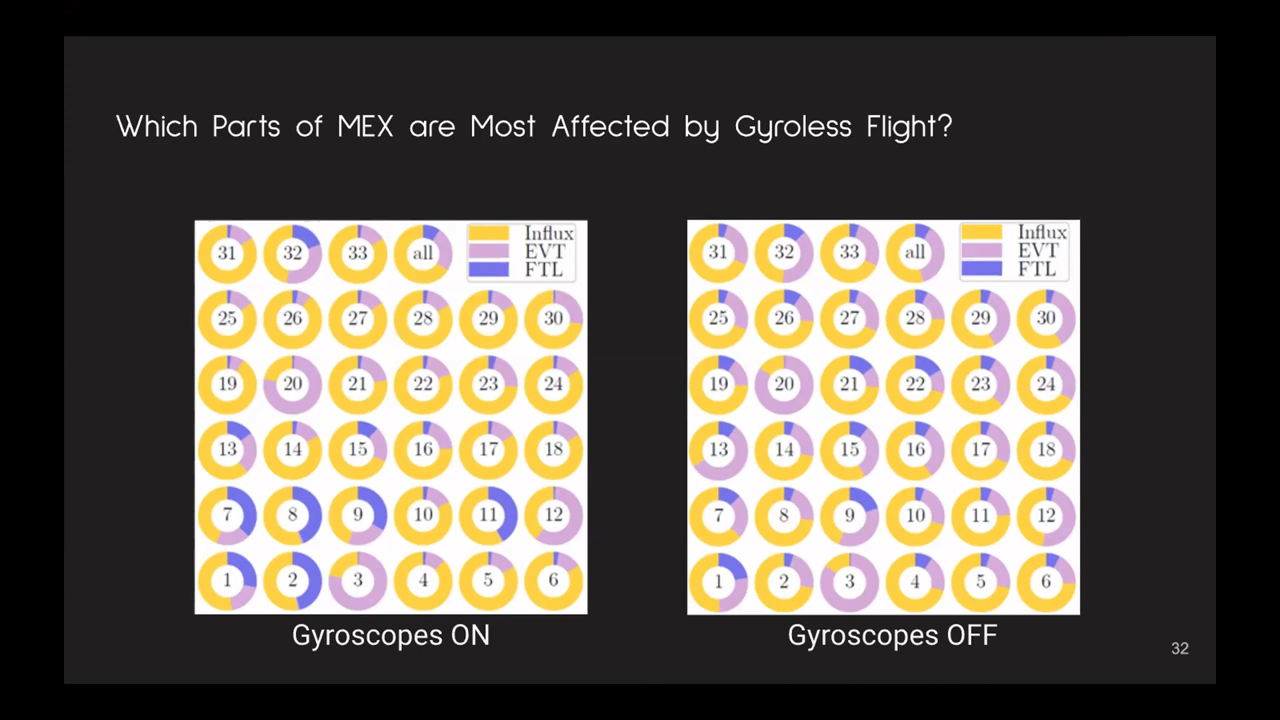 Which Parts of MEX are Most Affected by Gyroless Flight?
31 32 33 all Influx
EVT
FTL
25 26 27 28 29 30
19 20 21 22 23 24
13 14 15 16 17 18
7 8 9 10 11 12
1 2 3 4 5 6
Gyroscopes ON
31 32 33 all Influx
EVT
FTL
25 26 27 28 29 30
19 20 21 22 23 24
13 14 15 16 17 18
7 8 9 10 11 12
1 2 3 4 5 6
Gyroscopes OFF
32